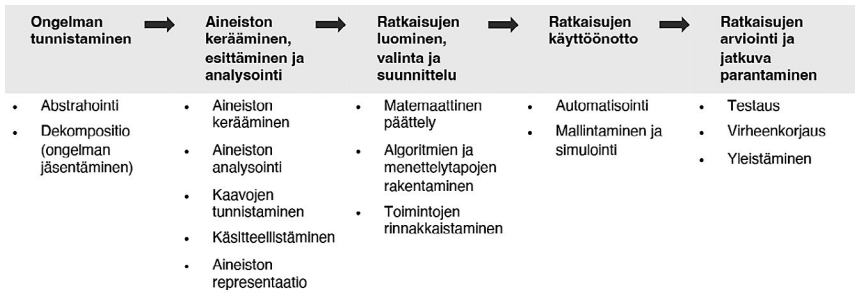 Ongelman
tunnistaminen
Aineiston
kerääminen,
esittäminen ja
analysointi
Ratkaisujen
luominen,
valinta ja
suunnittelu
Ratkaisujen
käyttöönotto
Ratkaisujen
arviointi ja
jatkuva
parantaminen
• Abstrahointi
• Dekompositio
(ongelman
jäsentäminen)
• Aineiston
kerääminen
• Aineiston
analysointi
• Kaavojen
tunnistaminen
• Käsitteellistäminen
• Aineiston
representaatio
• Matemaattinen
päättely
• Algoritmien ja
menettelytapojen
rakentaminen
• Toimintojen
rinnakkaistaminen
• Automatisointi
• Mallintaminen ja
simulointi
• Testaus
• Virheenkorjaus
• Yleistäminen